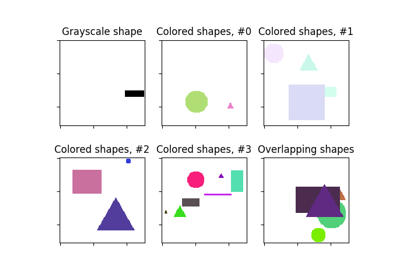 Grayscale shape
Colored shapes, #0
Colored shapes, #1
Colored shapes, #2
Colored shapes, #3
Overlapping shapes